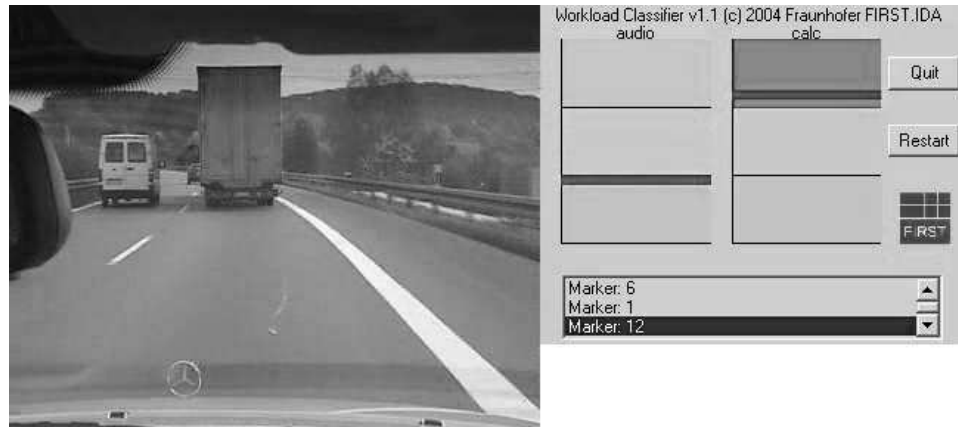 Workload Classifier v1.1 (c) 2004 Fraunhofer FIRST.IDA
audio calc
Quit
Restart
FIRST
Marker: 6
Marker: 1
Marker: 12